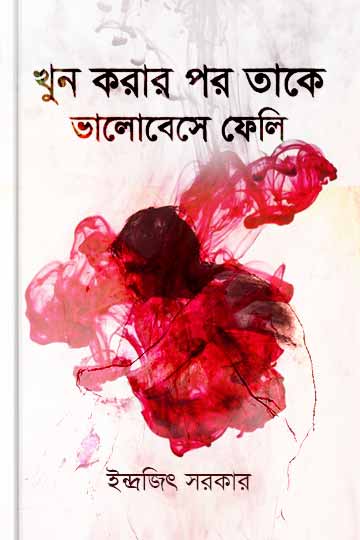 খুন করার পর তাকে
ভালোবেসে ফেলি
ইন্দ্রজিৎ সরকার